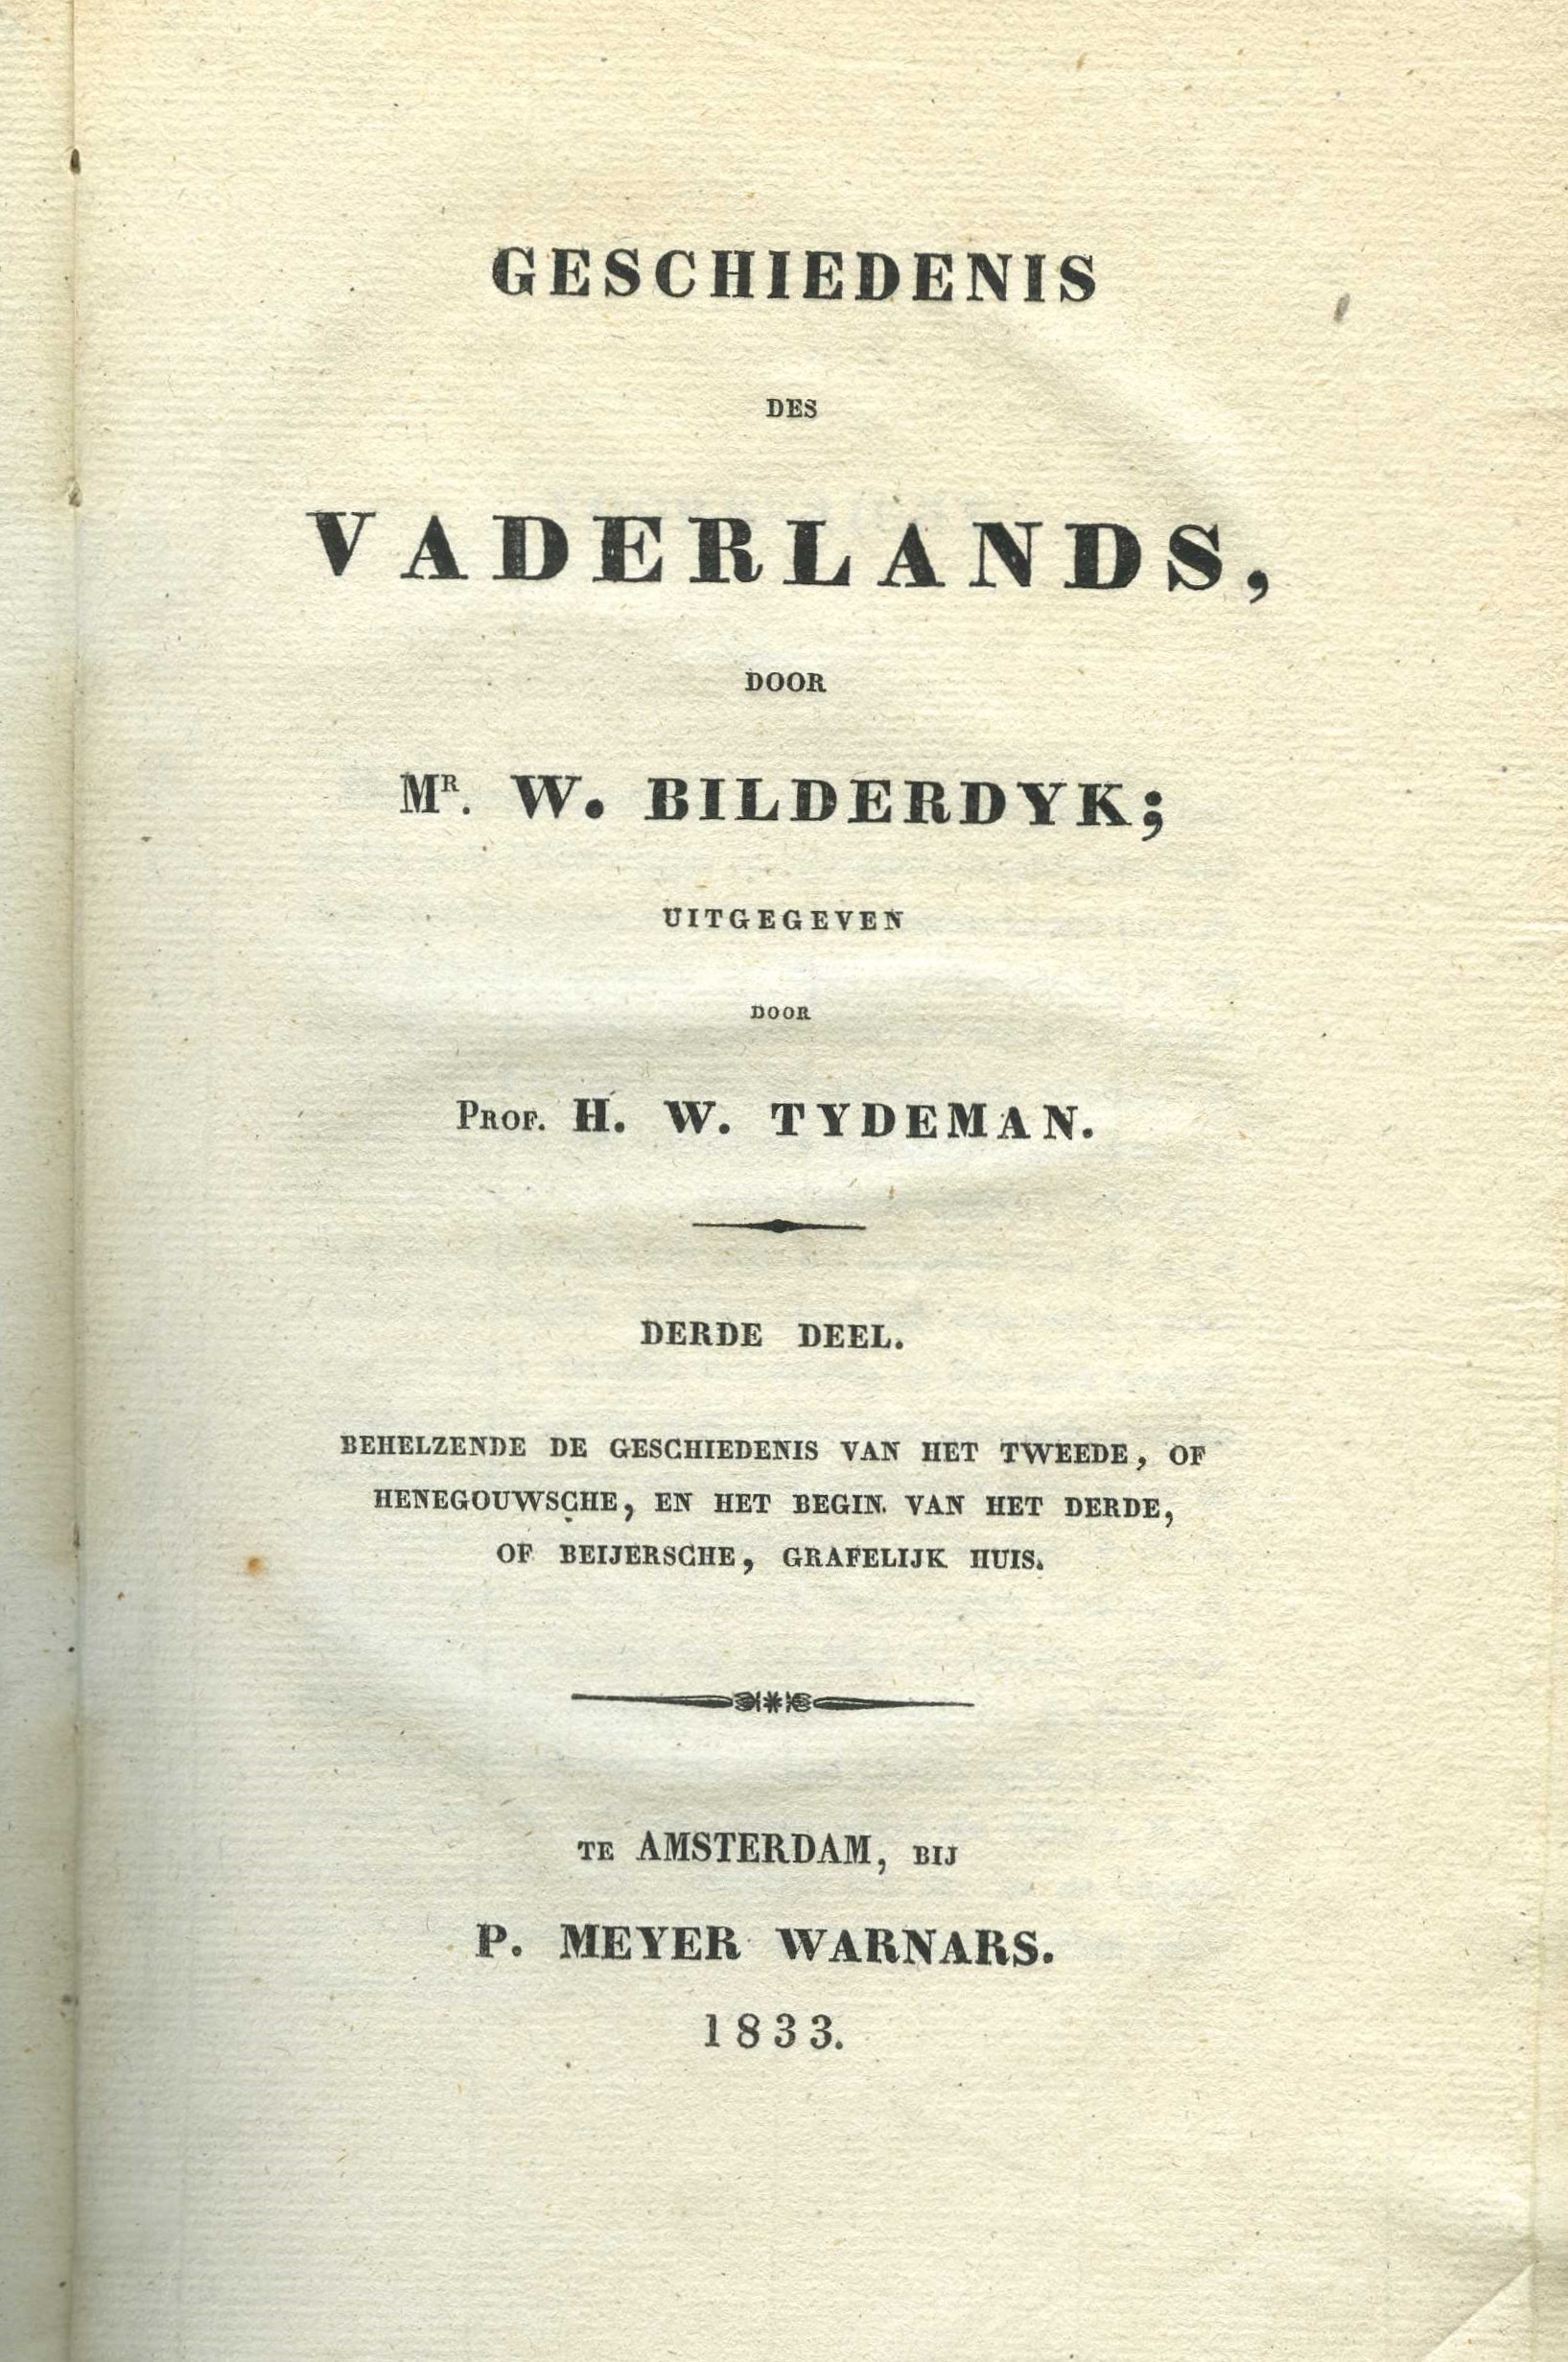 GESCHIEDENIS
DES
VADERLANDS,
DOOR
MR. W. BILDERDYK;
UITGEGEVEN
DOOR
PROF. H. W. TYDEMAN.
DERDE DEEL.
BEHELZENDE DE GESCHIEDENIS VAN HET TWEEDE, OF
HENEGOUWSCHE, EN HET BEGIN VAN HET DERDE,
OF BEIJERSCHE, GRAFELIJK HUIS.
TE AMSTERDAM, BIJ
P. MEYER WARNARS.
1833.